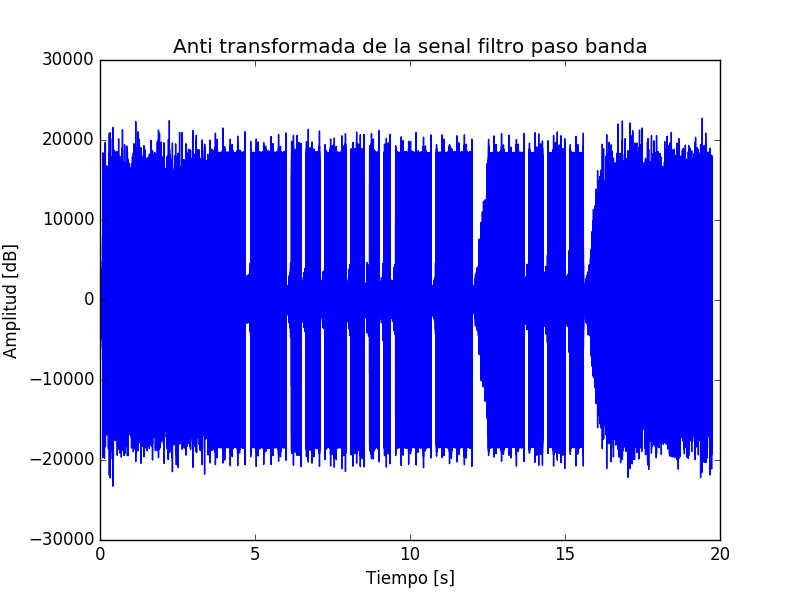 Anti transformada de la senal filtro paso banda
30000
20000
10000
0
−10000
−20000
−30000
Amplitud [dB]
0 5 10 15 20
Tiempo [s]